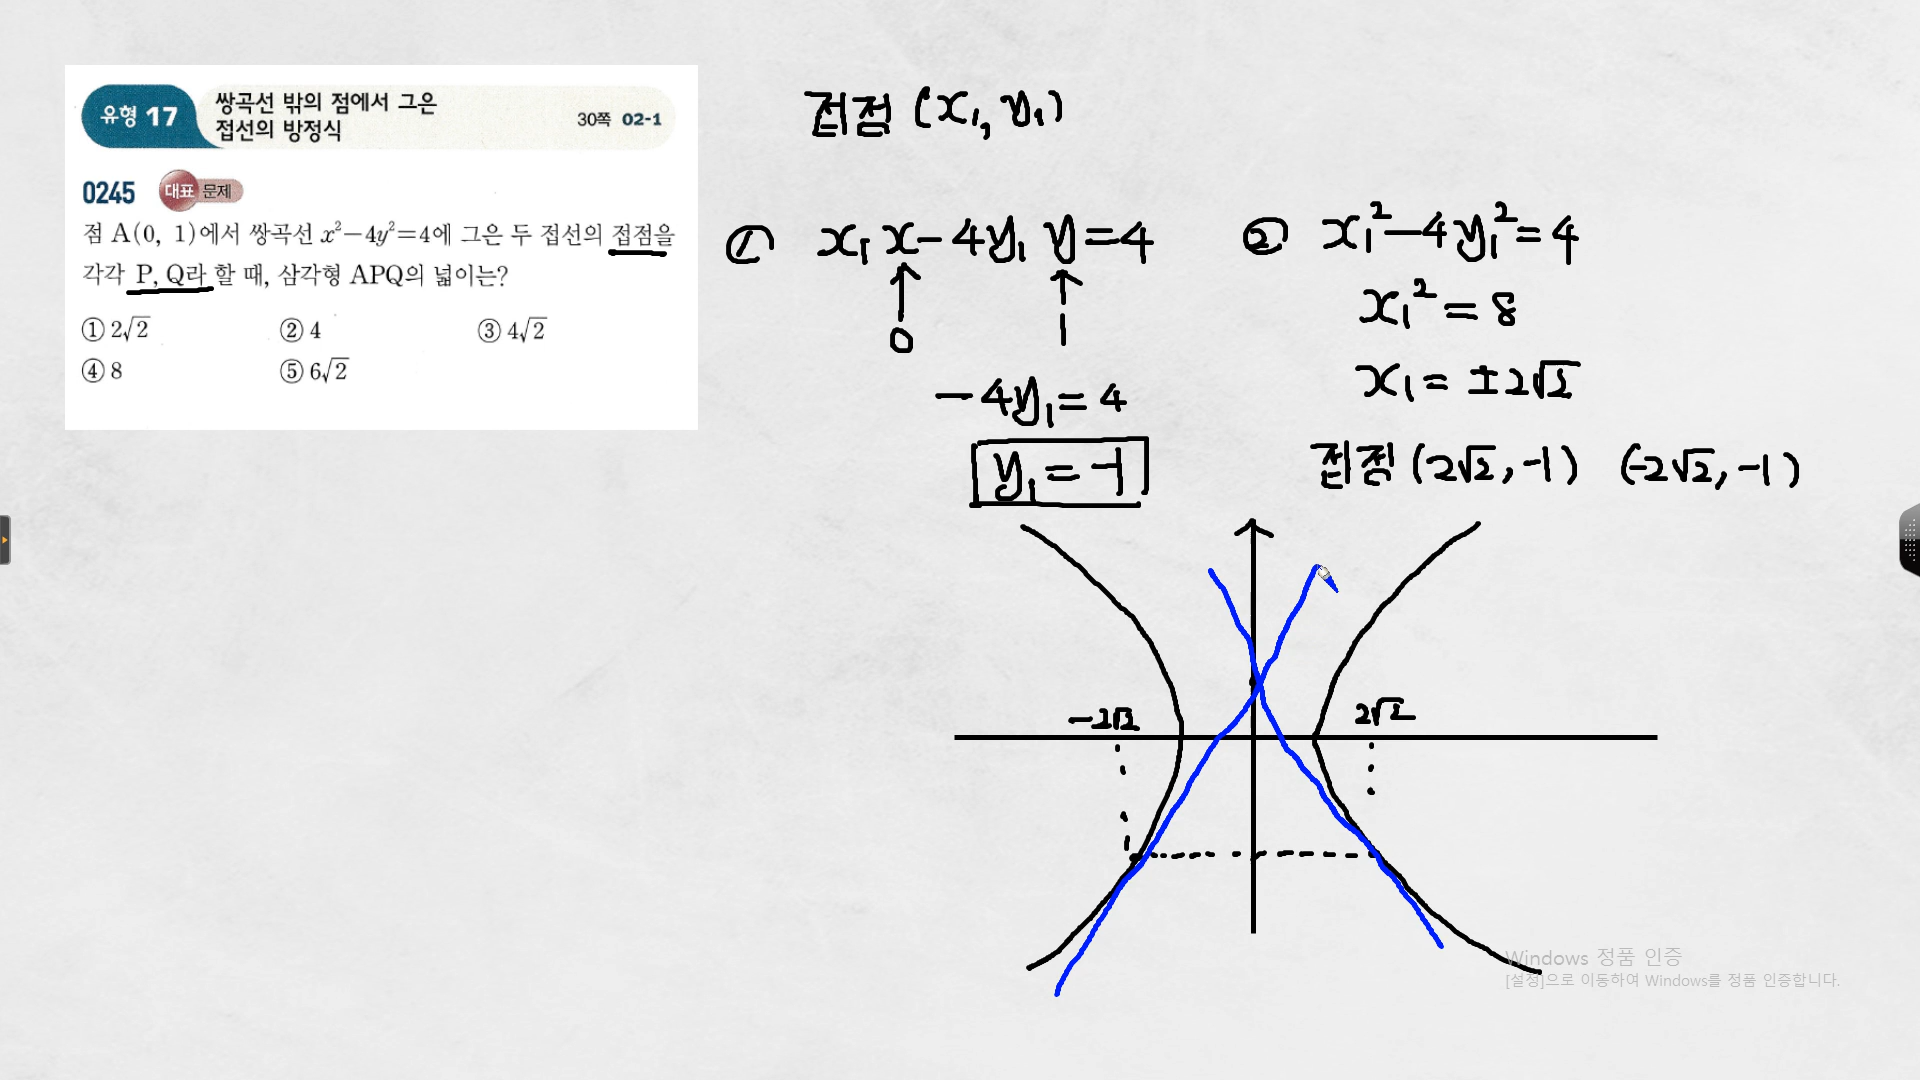 유형 17
쌍곡선 밖의 점에서 그은
접선의 방정식
30쪽 02-1
0245 대표 문제
점 A(0, 1)에서 쌍곡선 x²-4y²=4에 그은 두 접선의 접점을
각각 P, Q라 할 때, 삼각형 APQ의 넓이는?
① 2√2 ② 4 ③ 4√2
④ 8 ⑤ 6√2
접점 (x₁, y₁)
① x₁x-4y₁y=4
↑ ↑
0 1
-4y₁=4
y₁=-1
② x₁²-4y₁²=4
x₁²=8
x₁=±2√2
접점 (2√2, -1) (-2√2, -1)
-2√2 2√2
Windows 정품 인증
[설정]으로 이동하여 Windows를 정품 인증합니다.